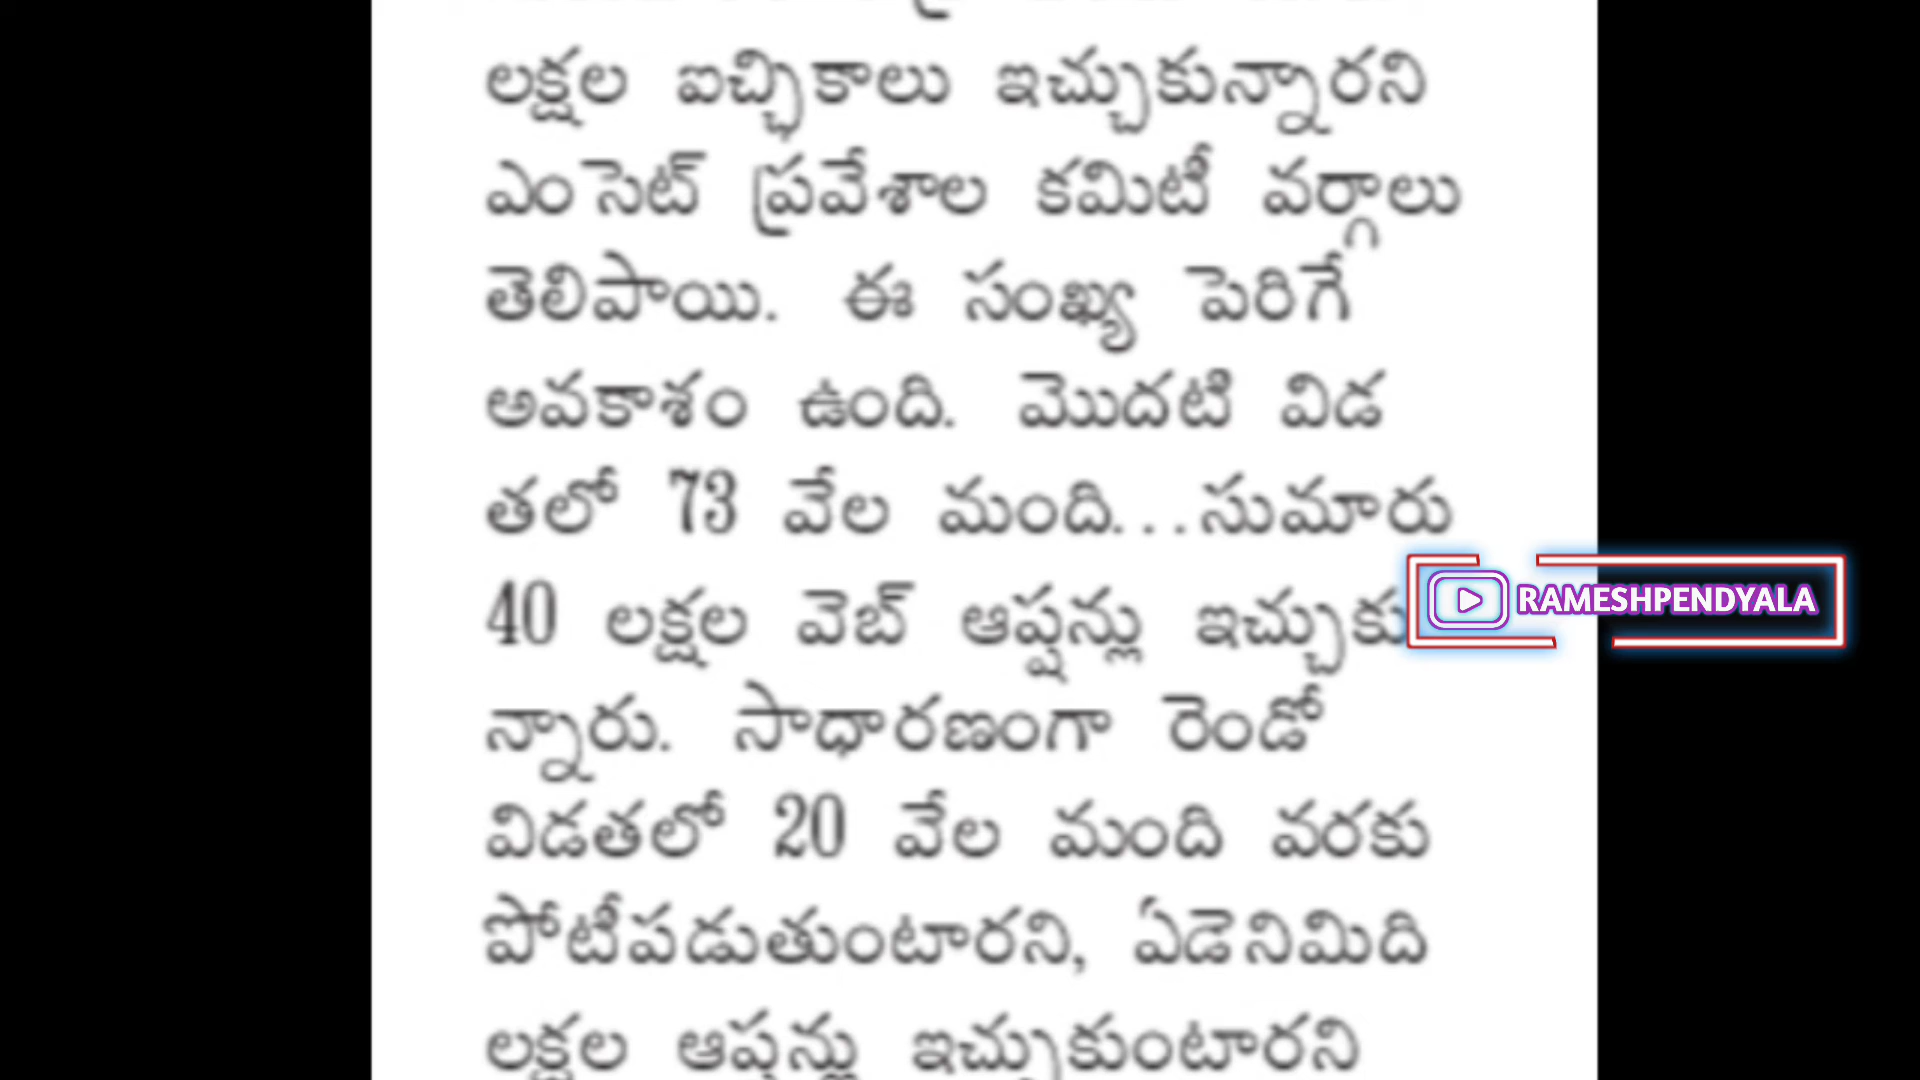 లక్షల ఐచ్ఛికాలు ఇచ్చుకున్నారని
ఎంసెట్ ప్రవేశాల కమిటీ వర్గాలు
తెలిపాయి. ఈ సంఖ్య పెరిగే
అవకాశం ఉంది. మొదటి విడ
తలో 73 వేల మంది...సుమారు
40 లక్షల వెబ్ ఆప్షన్లు ఇచ్చుకు
న్నారు. సాధారణంగా రెండో
విడతలో 20 వేల మంది వరకు
పోటీపడుతుంటారని, ఏడెనిమిది
లక్షల ఆప్షన్లు ఇచ్చుకుంటారని
RAMESHPENDYALA